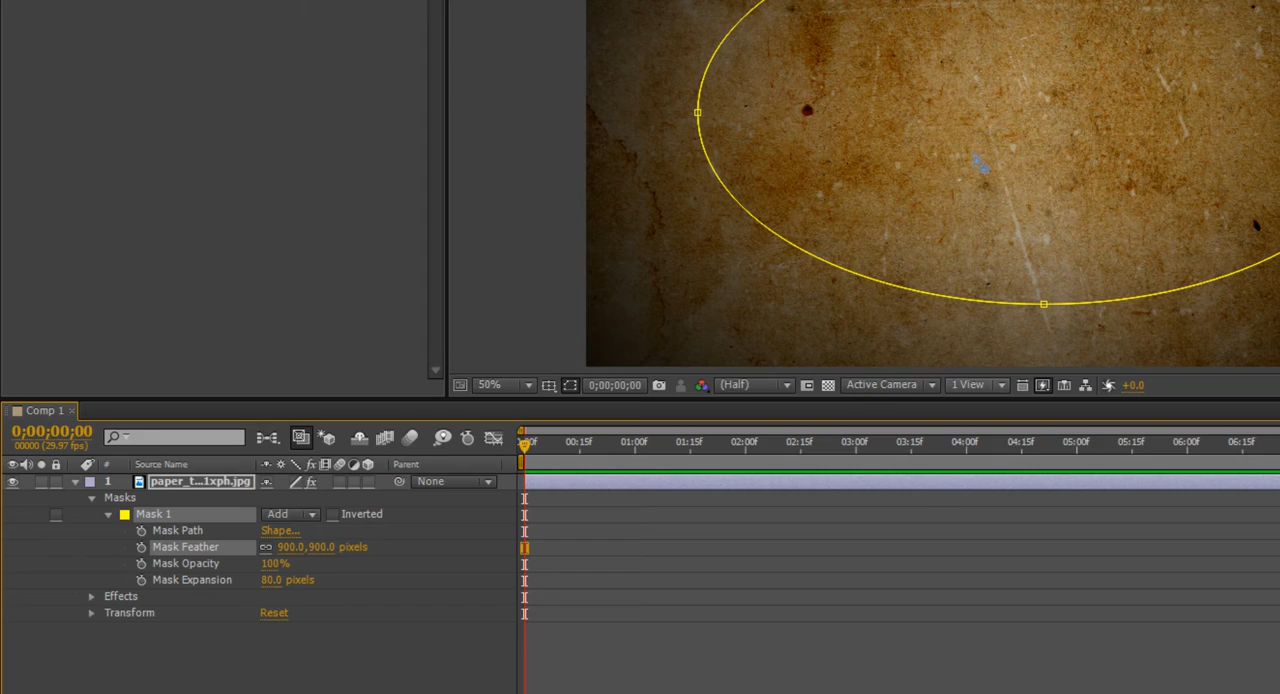 50%
0;00;00;00
(Half)
Active Camera
1 View
+0.0
Comp 1 ×
0;00;00;00
00000 (29.97 fps)
00:15f 01:00f 01:15f 02:00f 02:15f 03:00f 03:15f 04:00f 04:15f 05:00f 05:15f 06:00f 06:15f
# Source Name fx Parent
1 paper_t...1xph.jpg fx None
Masks
Mask 1 Add Inverted
Mask Path Shape...
Mask Feather 900.0,900.0 pixels
Mask Opacity 100%
Mask Expansion 80.0 pixels
Effects
Transform Reset